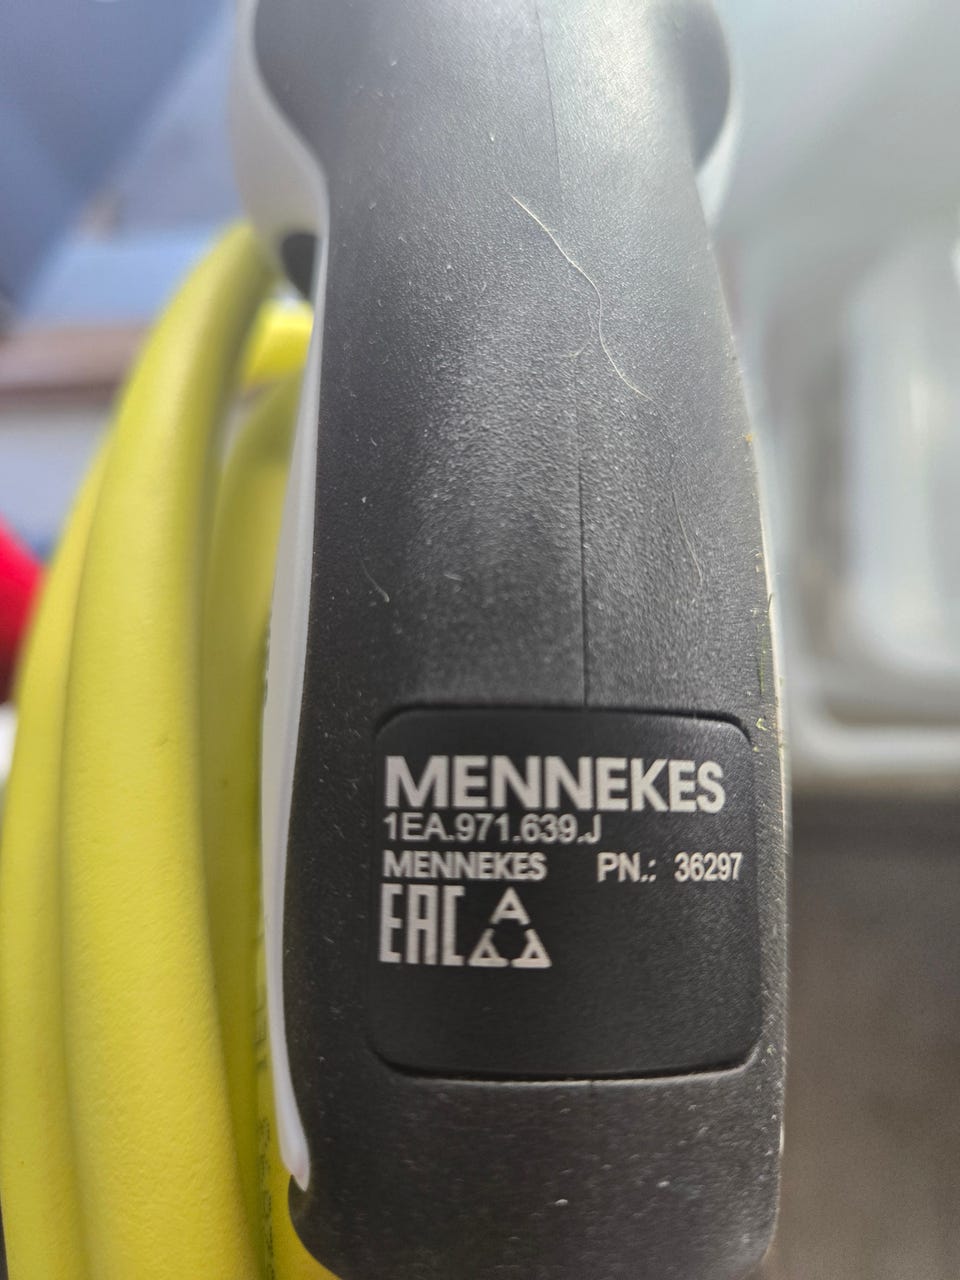 MENNEKES
1EA.971.639.J
MENNEKES PN.: 36297
EAC